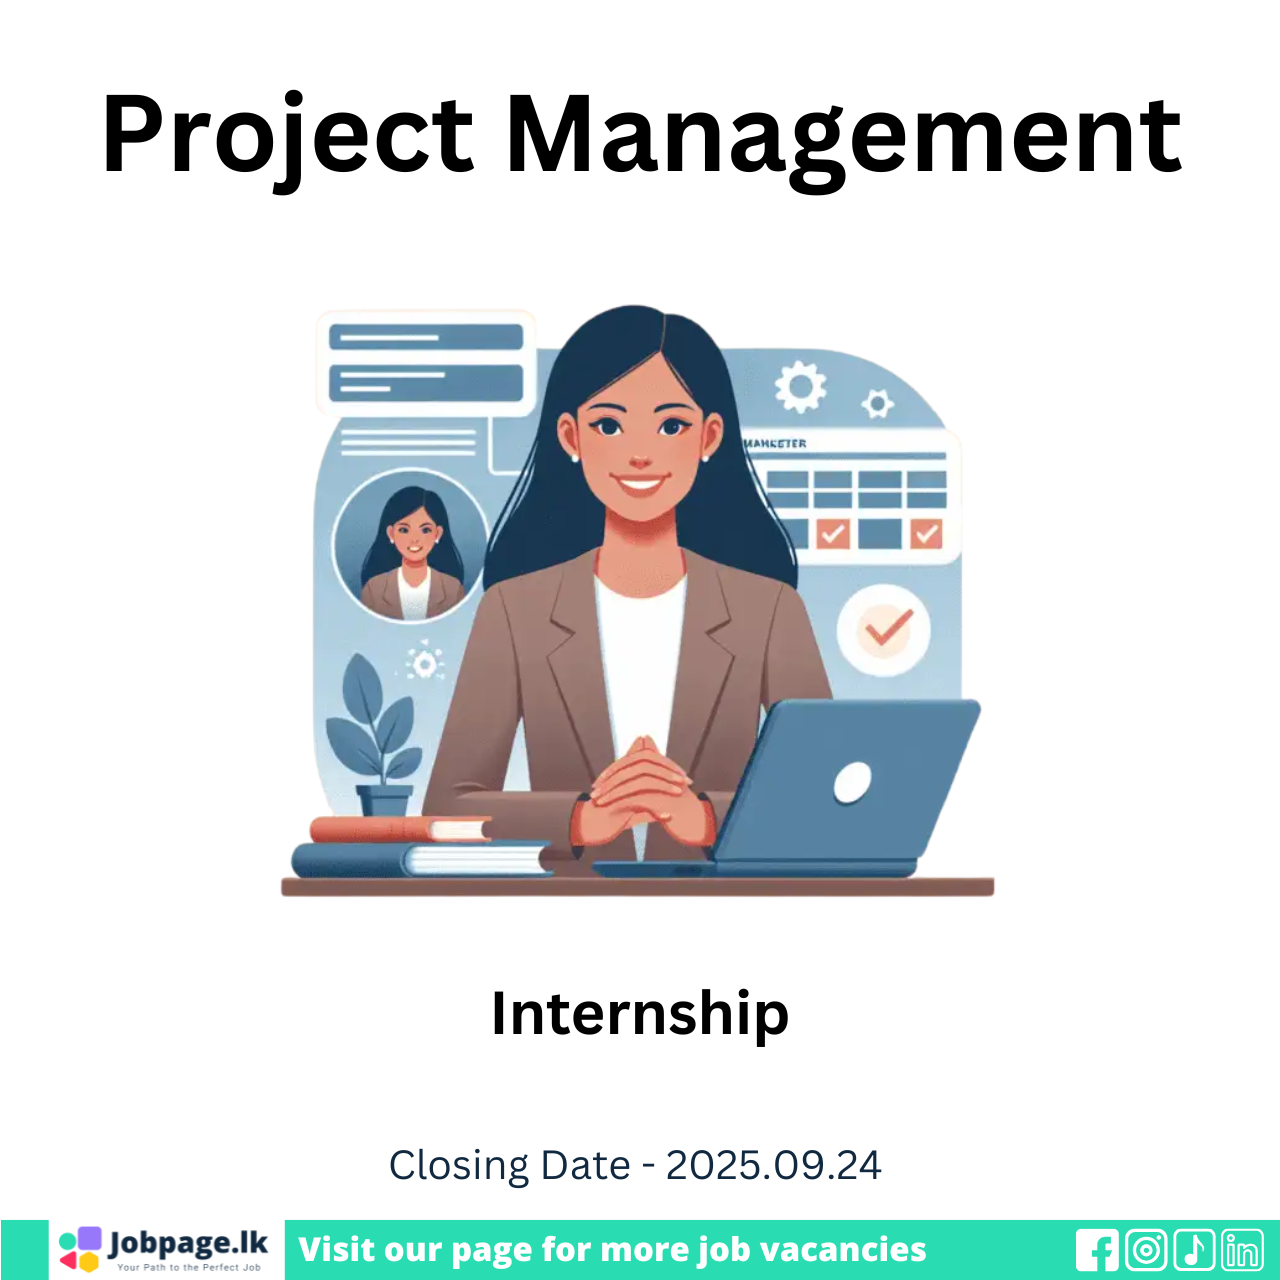 Project Management
MARKETER
Internship
Closing Date - 2025.09.24
Jobpage.lk
Your Path to the Perfect Job
Visit our page for more job vacancies